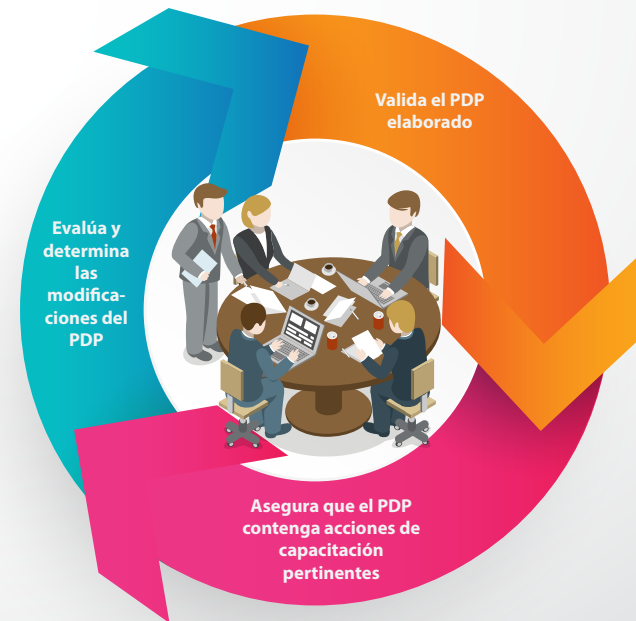 Valida el PDP
elaborado
Asegura que el PDP
contenga acciones de
capacitación
pertinentes
Evalúa y
determina
las
modifica-
ciones del
PDP